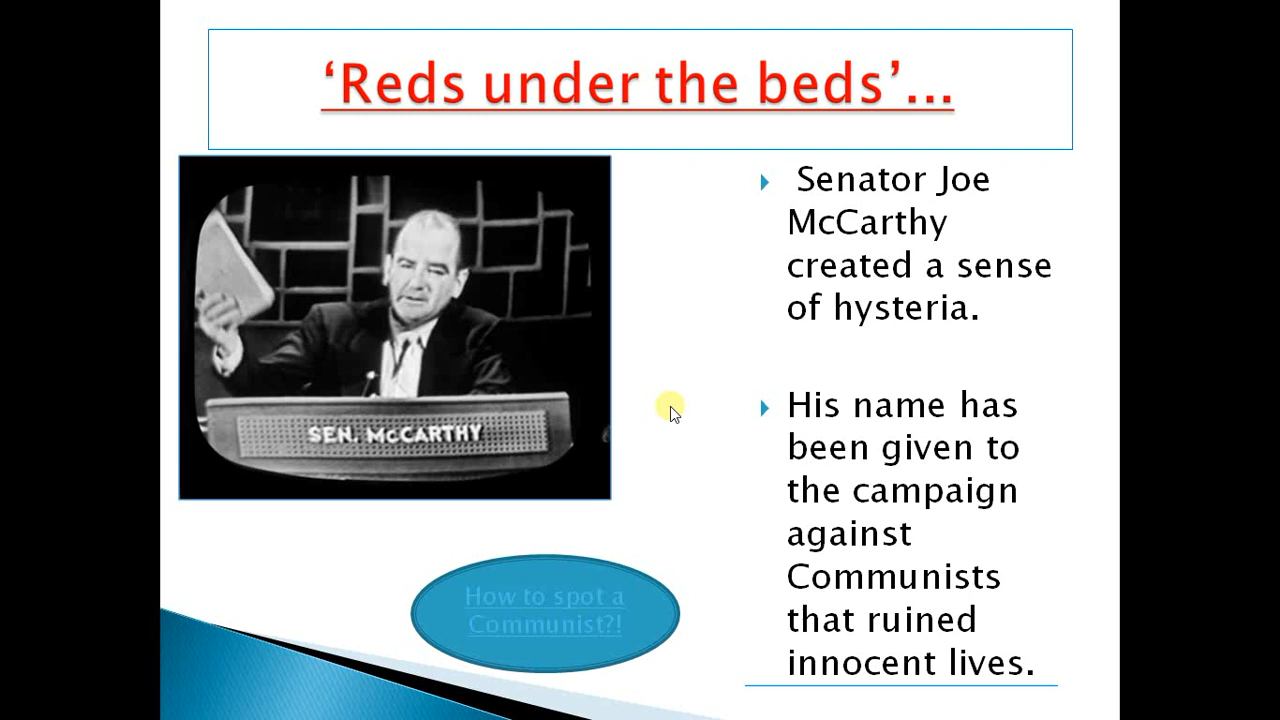 ‘Reds under the beds’...
Senator Joe
McCarthy
created a sense
of hysteria.
His name has
been given to
the campaign
against
Communists
that ruined
innocent lives.
SEN. McCARTHY
How to spot a
Communist?!